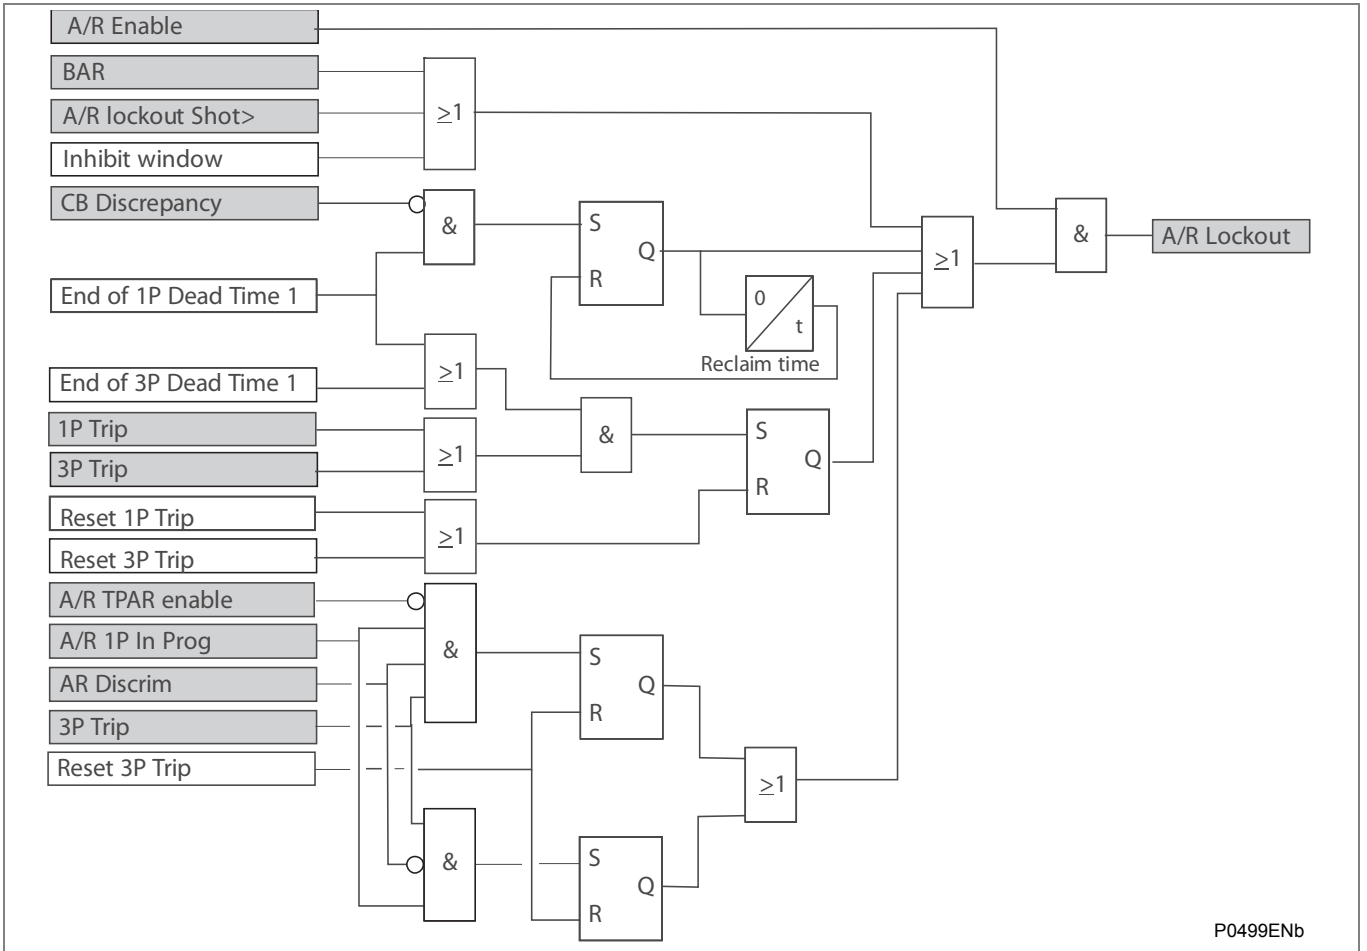 A/R Enable
BAR
A/R lockout Shot>
≥1
Inhibit window
CB Discrepancy
&
S
Q
R
≥1
&
A/R Lockout
End of 1P Dead Time 1
0
t
Reclaim time
≥1
End of 3P Dead Time 1
1P Trip
≥1
3P Trip
&
S
Q
R
Reset 1P Trip
≥1
Reset 3P Trip
A/R TPAR enable
A/R 1P In Prog
&
AR Discrim
3P Trip
Reset 3P Trip
S
Q
R
≥1
&
S
Q
R
P0499ENb